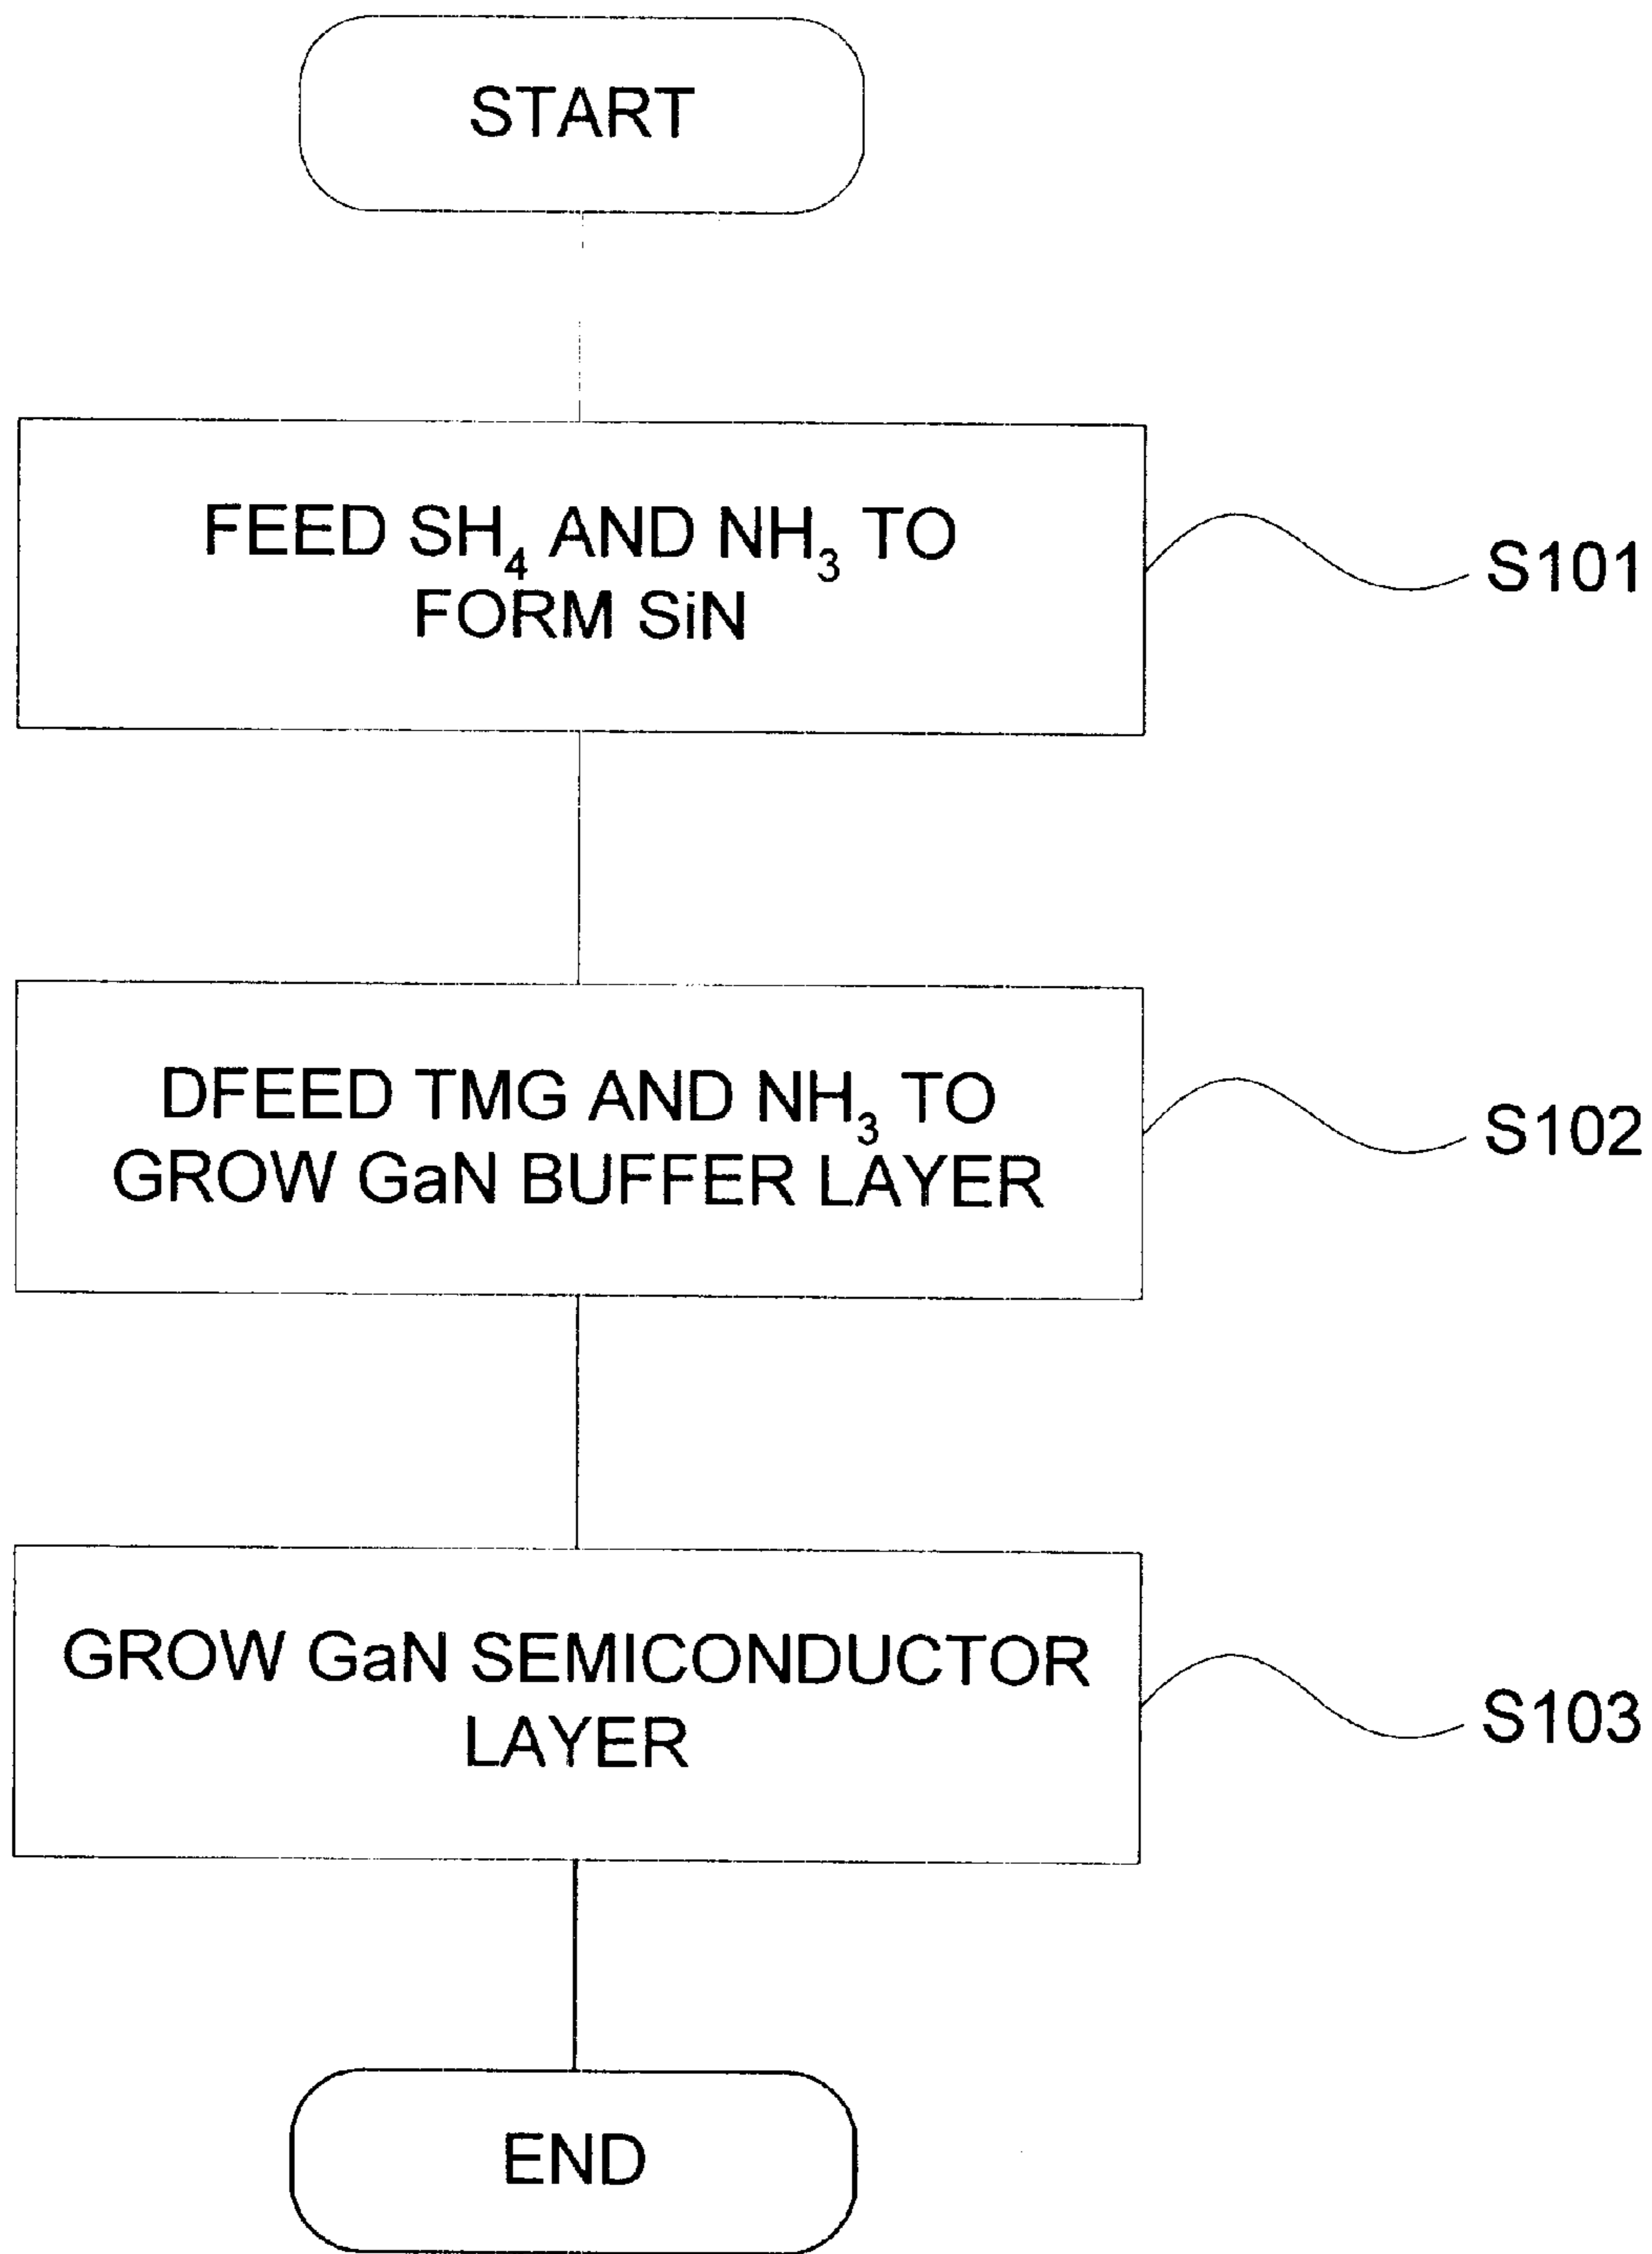 START
FEED SH₄ AND NH₃ TO
FORM SiN
S101
DFEED TMG AND NH₃ TO
GROW GaN BUFFER LAYER
S102
GROW GaN SEMICONDUCTOR
LAYER
S103
END